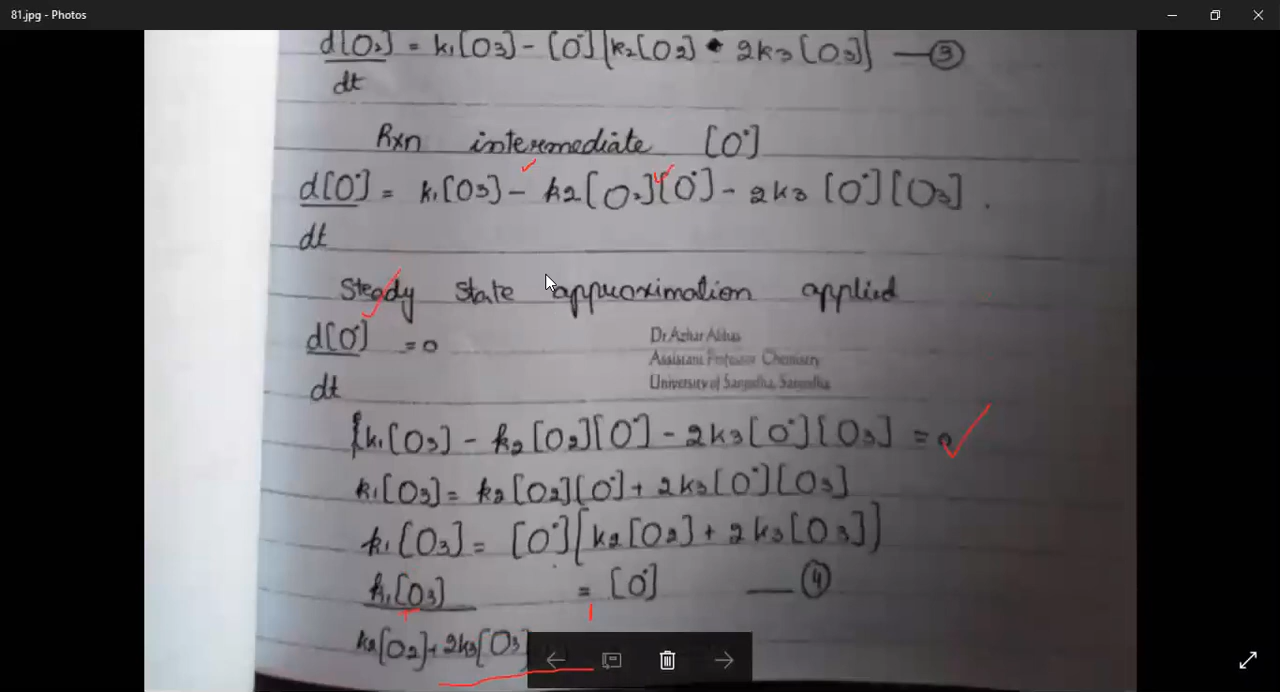 81.jpg - Photos
d[O₂] = k₁[O₃] - [O•][k₂[O₂] • 2k₃[O₃]] —③
dt
Rxn intermediate [O•]
d[O•] = k₁[O₃] - k₂[O₂][O•] - 2k₃[O•][O₃].
dt
Steady State approximation applied
d[O•] = 0
dt
Dr Azhar Abbas
Assistant Professor Chemistry
University of Sargodha, Sargodha
{k₁[O₃] - k₂[O₂][O•] - 2k₃[O•][O₃] = 0
k₁[O₃] = k₂[O₂][O•] + 2k₃[O•][O₃]
k₁[O₃] = [O•][k₂[O₂] + 2k₃[O₃]]
k₁[O₃] = [O•] —④
k₂[O₂] + 2k₃[O₃